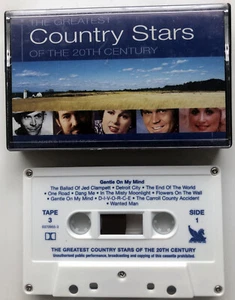 THE GREATEST
Country Stars
OF THE 20TH CENTURY
Gentle On My Mind
The Ballad Of Jed Clampett • Detroit City • The End Of The World
• One Road • Dang Me • In The Misty Moonlight • Flowers On The Wall
• Gentle On My Mind • D-I-V-O-R-C-E • The Carroll County Accident
• Wanted Man
TAPE
3
SIDE
1
THE GREATEST COUNTRY STARS OF THE 20TH CENTURY
Unauthorised public performance, broadcasting and copying of this cassette prohibited.